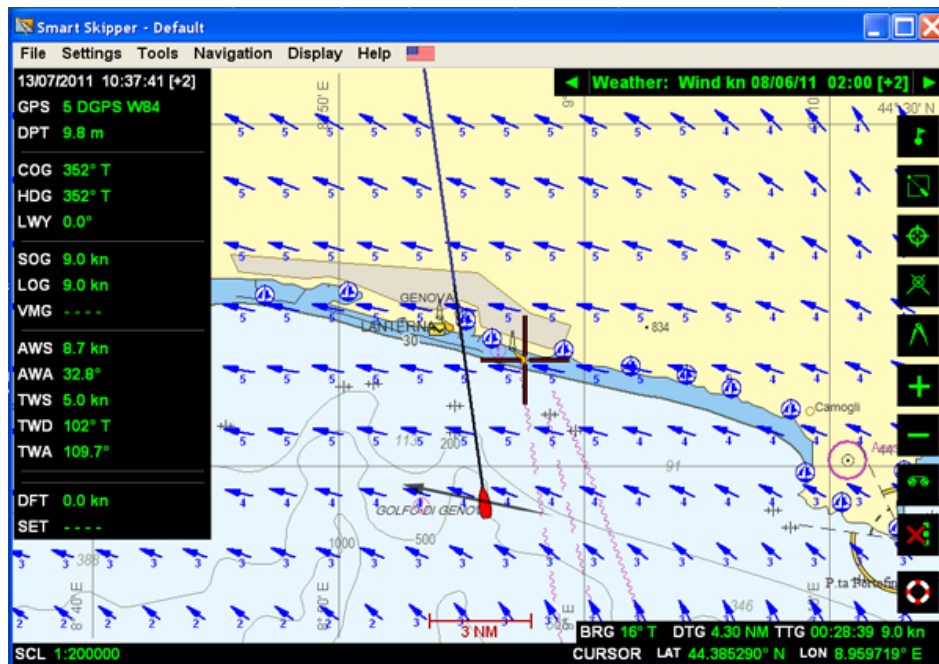 Smart Skipper - Default
File Settings Tools Navigation Display Help
13/07/2011 10:37:41 [+2]
GPS 5 DGPS W84
DPT 9.8 m
COG 352° T
HDG 352° T
LWY 0.0°
SOG 9.0 kn
LOG 9.0 kn
VMG - - - -
AWS 8.7 kn
AWA 32.8°
TWS 5.0 kn
TWD 102° T
TWA 109.7°
DFT 0.0 kn
SET - - - -
SCL 1:200000
Weather: Wind kn 08/06/11 02:00 [+2]
44° 30' N
GENOVA
LANTERNA
30
834
Camogli
113
200
91
GOLFO DI GENOV
1000
500
388
346
P.ta Portofin
8° 40' E
3 NM
BRG 16° T DTG 4.30 NM TTG 00:28:39 9.0 kn
CURSOR LAT 44.385290° N LON 8.959719° E